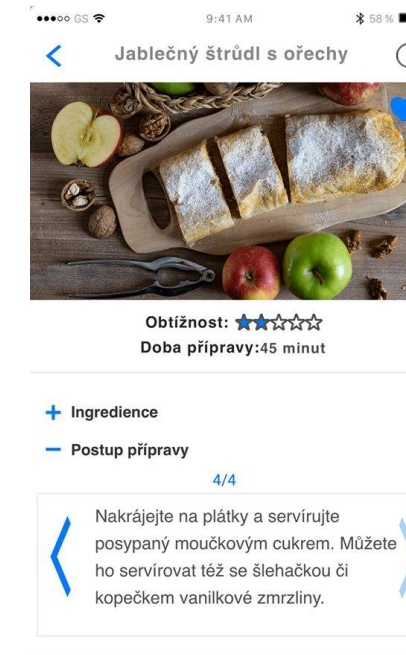 GS 9:41 AM 58 %
Jablečný štrůdl s ořechy
Obtížnost:
Doba přípravy:45 minut
+ Ingredience
− Postup přípravy
4/4
Nakrájejte na plátky a servírujte
posypaný moučkovým cukrem. Můžete
ho servírovat též se šlehačkou či
kopečkem vanilkové zmrzliny.